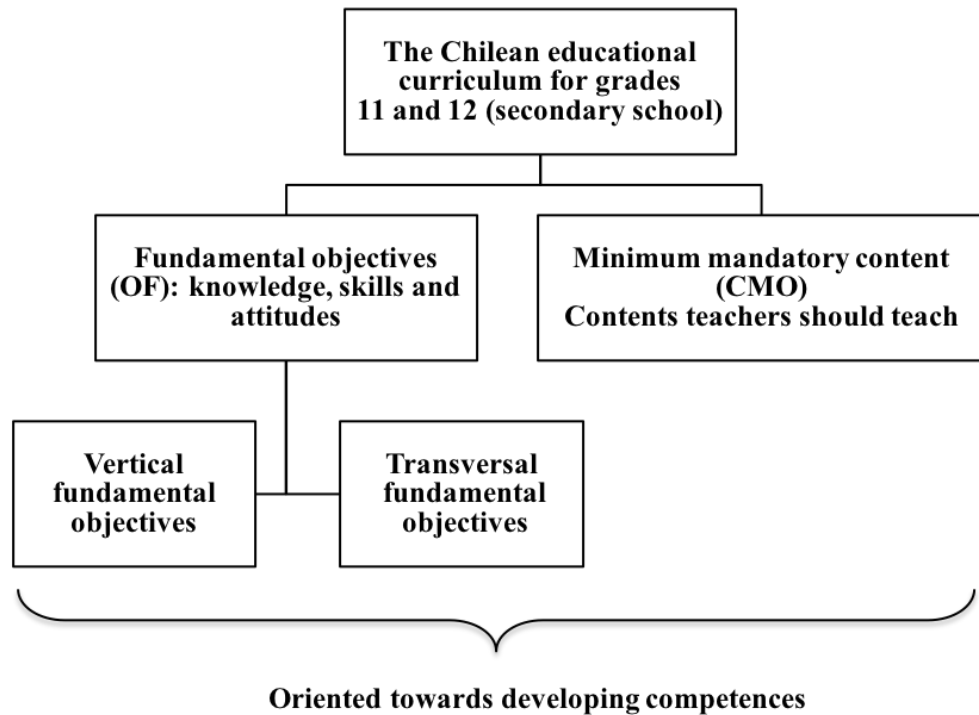 The Chilean educational
curriculum for grades
11 and 12 (secondary school)
Fundamental objectives
(OF): knowledge, skills and
attitudes
Minimum mandatory content
(CMO)
Contents teachers should teach
Vertical
fundamental
objectives
Transversal
fundamental
objectives
Oriented towards developing competences